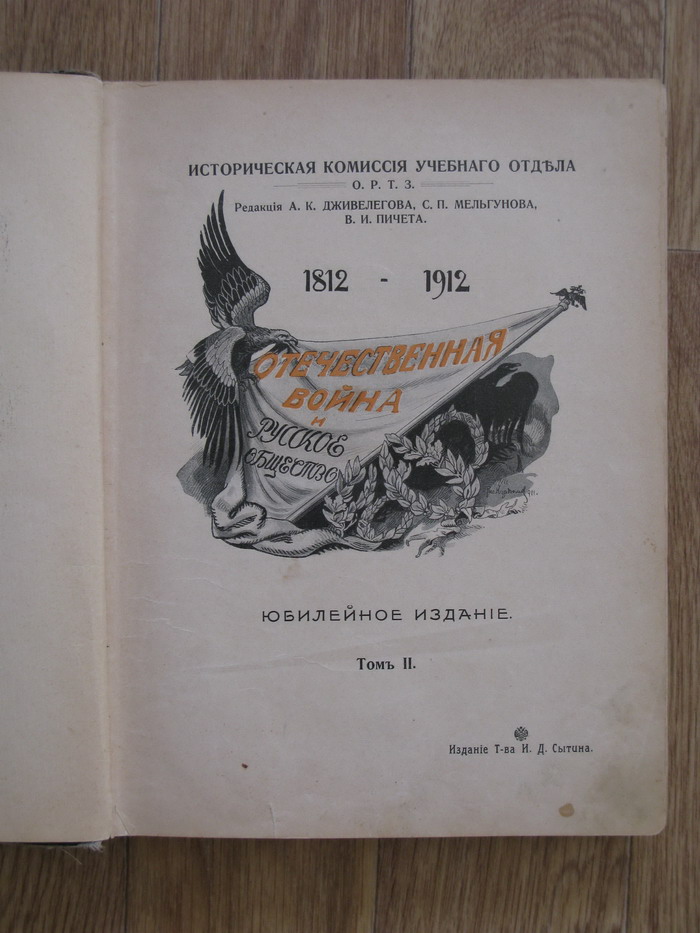 ИСТОРИЧЕСКАЯ КОМИССІЯ УЧЕБНАГО ОТДѢЛА
О. Р. Т. З.
Редакція А. К. ДЖИВЕЛЕГОВА, С. П. МЕЛЬГУНОВА,
В. И. ПИЧЕТА.
1812 - 1912
ОТЕЧЕСТВЕННАЯ
ВОЙНА
И
РУССКОЕ
ОБЩЕСТВО
ЮБИЛЕЙНОЕ ИЗДАНІЕ.
Томъ II.
Изданіе Т-ва И. Д. Сытина.